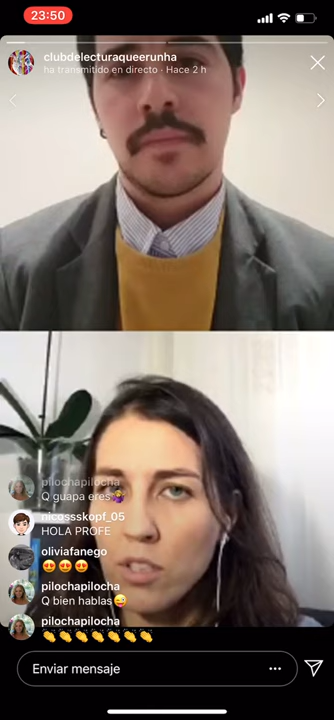 23:50
clubdelecturaqueerunha
ha transmitido en directo · Hace 2 h
pilochapilocha
Q guapa eres
nicossskopf_05
HOLA PROFE
oliviafanego
pilochapilocha
Q bien hablas
pilochapilocha
Enviar mensaje